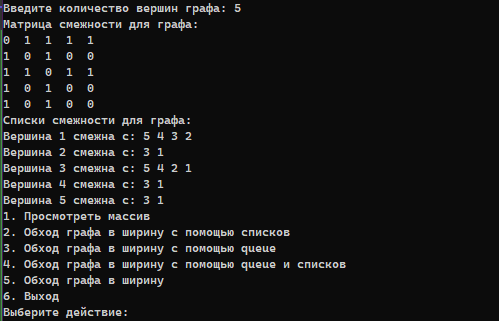 Введите количество вершин графа: 5
Матрица смежности для графа:
0 1 1 1 1
1 0 1 0 0
1 1 0 1 1
1 0 1 0 0
1 0 1 0 0
Списки смежности для графа:
Вершина 1 смежна с: 5 4 3 2
Вершина 2 смежна с: 3 1
Вершина 3 смежна с: 5 4 2 1
Вершина 4 смежна с: 3 1
Вершина 5 смежна с: 3 1
1. Просмотреть массив
2. Обход графа в ширину с помощью списков
3. Обход графа в ширину с помощью queue
4. Обход графа в ширину с помощью queue и списков
5. Обход графа в ширину
6. Выход
Выберите действие: